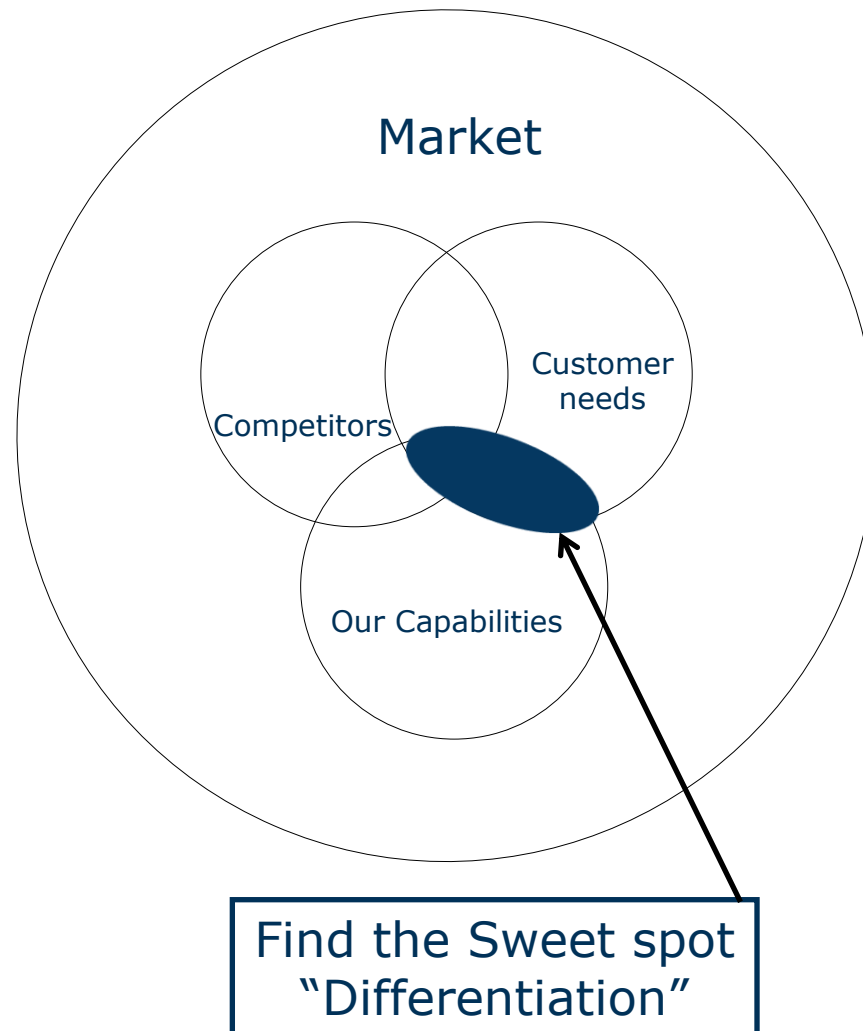 Market
Customer
needs
Competitors
Our Capabilities
Find the Sweet spot
“Differentiation”